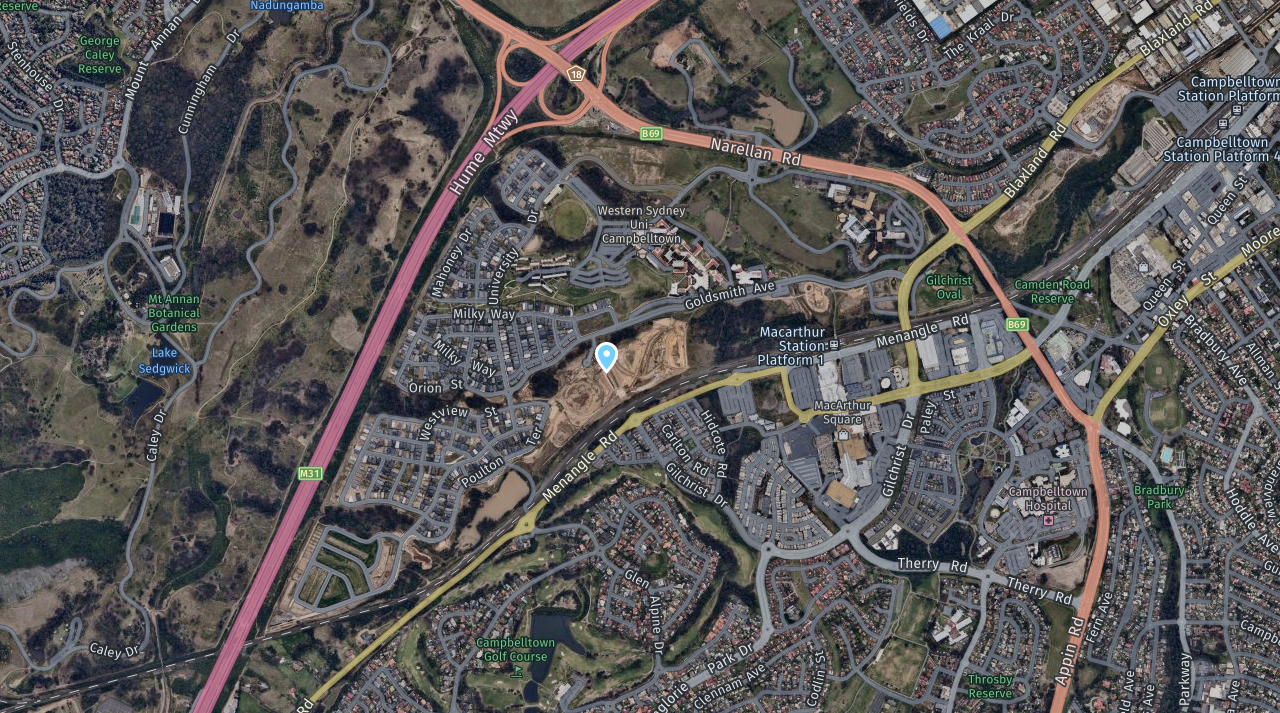 Reserve
Nadungamba
George
Caley
Reserve
Stenhouse Dr
Mount Annan
Cunningham Dr
The Kraal Dr
Blaxland Rd
18
B69
Narellan Rd
Hume Mtwy
Blaxland Rd
Campbelltown
Station Platform
Campbelltown
Station Platform 4
Queen St
Moore
Western Sydney
Uni-
Campbelltown
Mahoney Dr
University Dr
Goldsmith Ave
Milky Way
Milky Way
Orion St
Mt Annan
Botanical
Gardens
Lake
Sedgwick
Gilchrist
Oval
Camden Road
Reserve
B69
Queen St
Oxley St
Bradbury Ave
Macarthur
Station:
Platform 1
Menangle Rd
MacArthur
Square
Paley St
Gilchrist Dr
Westview St
Poulton Ter
Caley Dr
M31
Menangle Rd
Hidcote Rd
Carlton Rd
Gilchrist Dr
Campbelltown
Hospital
Bradbury
Park
Hoddle Ave
Therry Rd
Therry Rd
Glen
Alpine Dr
Campbelltown
Golf Course
Caley Dr
Park Dr
Clennam Ave
Codlin St
Throsby
Reserve
Appin Rd
Fern Ave
Parkway
Rd